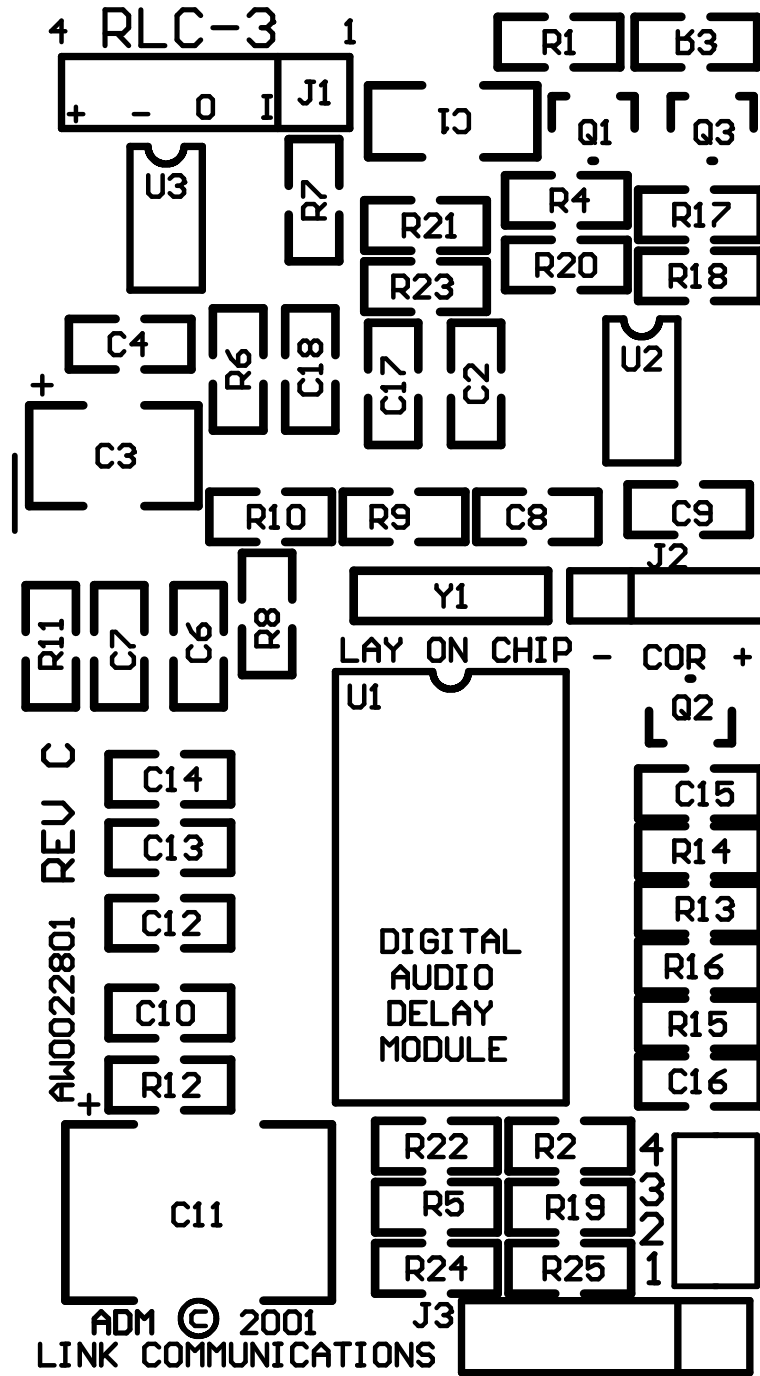 4 RLC-3 1
R1 R3
+ - O I J1
C1
Q1 Q3
U3
R7
R4 R17
R21
R20 R18
R23
C4
R6 C18 C17 C2
U2
+
C3
R10 R9 C8 C9
J2
Y1
R11 C7 C6 R8
LAY ON CHIP - COR +
U1
Q2
REV C
C14
C15
C13
R14
C12
R13
AW0022801
DIGITAL
AUDIO
DELAY
MODULE
R16
C10
R15
R12
C16
+
R22 R2 4
3
R5 R19
2
C11
R24 R25 1
J3
ADM © 2001
LINK COMMUNICATIONS